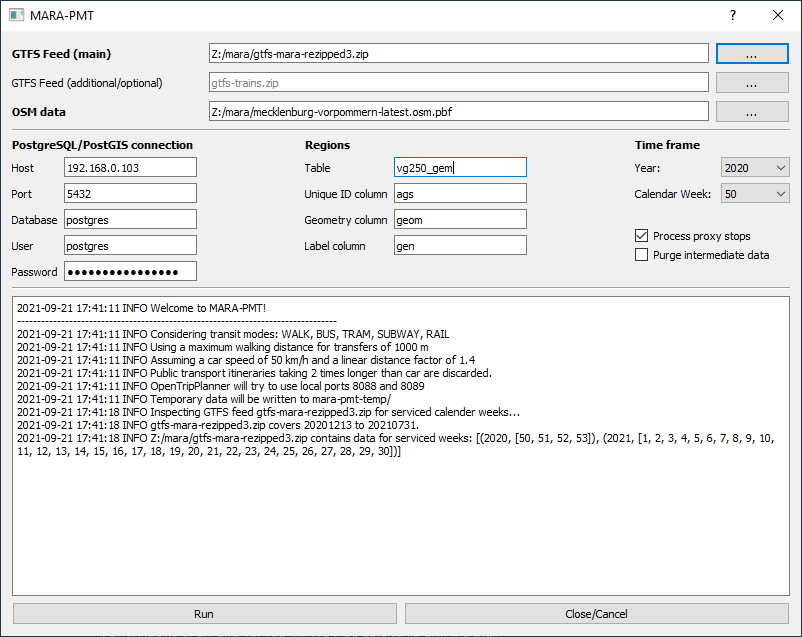 MARA-PMT ?
GTFS Feed (main) Z:/mara/gtfs-mara-rezipped3.zip ...
GTFS Feed (additional/optional) gtfs-trains.zip ...
OSM data Z:/mara/mecklenburg-vorpommern-latest.osm.pbf ...
PostgreSQL/PostGIS connection Regions Time frame
Host 192.168.0.103 Table vg250_gem Year: 2020
Port 5432 Unique ID column ags Calendar Week: 50
Database postgres Geometry column geom
User postgres Label column gen
Process proxy stops
Purge intermediate data
Password ●●●●●●●●●●●●●●●●
2021-09-21 17:41:11 INFO Welcome to MARA-PMT!
--------------------------------------------------------------------------------
2021-09-21 17:41:11 INFO Considering transit modes: WALK, BUS, TRAM, SUBWAY, RAIL
2021-09-21 17:41:11 INFO Using a maximum walking distance for transfers of 1000 m
2021-09-21 17:41:11 INFO Assuming a car speed of 50 km/h and a linear distance factor of 1.4
2021-09-21 17:41:11 INFO Public transport itineraries taking 2 times longer than car are discarded.
2021-09-21 17:41:11 INFO OpenTripPlanner will try to use local ports 8088 and 8089
2021-09-21 17:41:11 INFO Temporary data will be written to mara-pmt-temp/
2021-09-21 17:41:18 INFO Inspecting GTFS feed gtfs-mara-rezipped3.zip for serviced calender weeks...
2021-09-21 17:41:18 INFO gtfs-mara-rezipped3.zip covers 20201213 to 20210731.
2021-09-21 17:41:18 INFO Z:/mara/gtfs-mara-rezipped3.zip contains data for serviced weeks: [(2020, [50, 51, 52, 53]), (2021, [1, 2, 3, 4, 5, 6, 7, 8, 9, 10,
11, 12, 13, 14, 15, 16, 17, 18, 19, 20, 21, 22, 23, 24, 25, 26, 27, 28, 29, 30])]
Run Close/Cancel